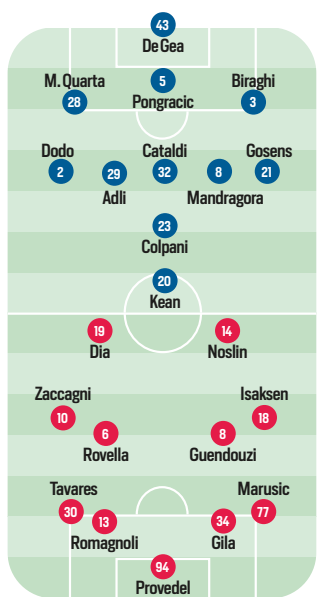 43
De Gea
M. Quarta
5
Biraghi
28
Pongracic
3
Dodo
Cataldi
Gosens
2
29
32
8
21
Adli
Mandragora
23
Colpani
20
Kean
19
14
Dia
Noslin
Zaccagni
Isaksen
10
18
6
8
Rovella
Guendouzi
Tavares
Marusic
30
13
34
77
Romagnoli
Gila
94
Provedel